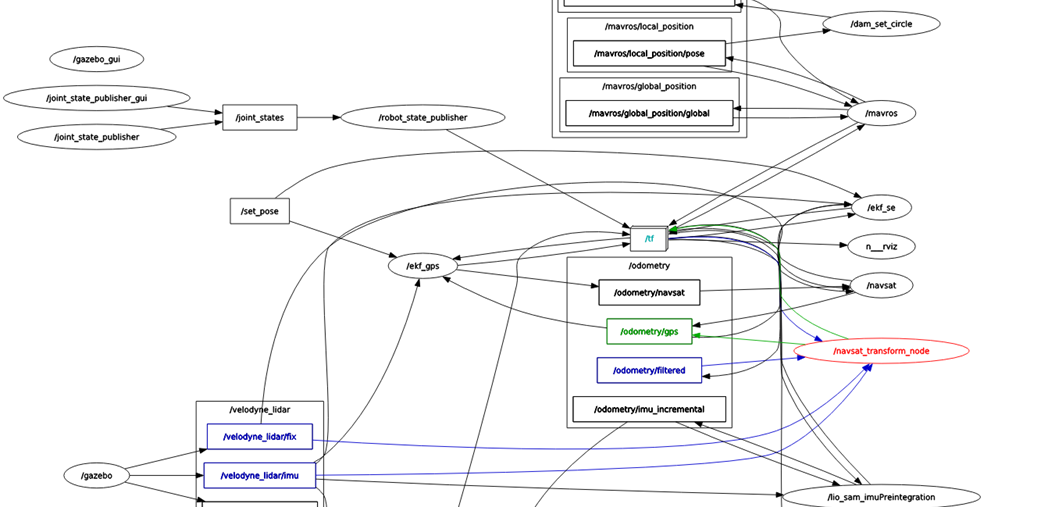 /mavros/local_position
/dam_set_circle
/mavros/local_position/pose
/gazebo_gui
/mavros/global_position
/joint_state_publisher_gui
/joint_states
/robot_state_publisher
/mavros/global_position/global
/mavros
/joint_state_publisher
/set_pose
/ekf_se
/tf
n__rviz
/ekf_gps
/odometry
/navsat
/odometry/navsat
/odometry/gps
/navsat_transform_node
/odometry/filtered
/velodyne_lidar
/odometry/imu_incremental
/velodyne_lidar/fix
/gazebo
/velodyne_lidar/imu
/lio_sam_imuPreintegration